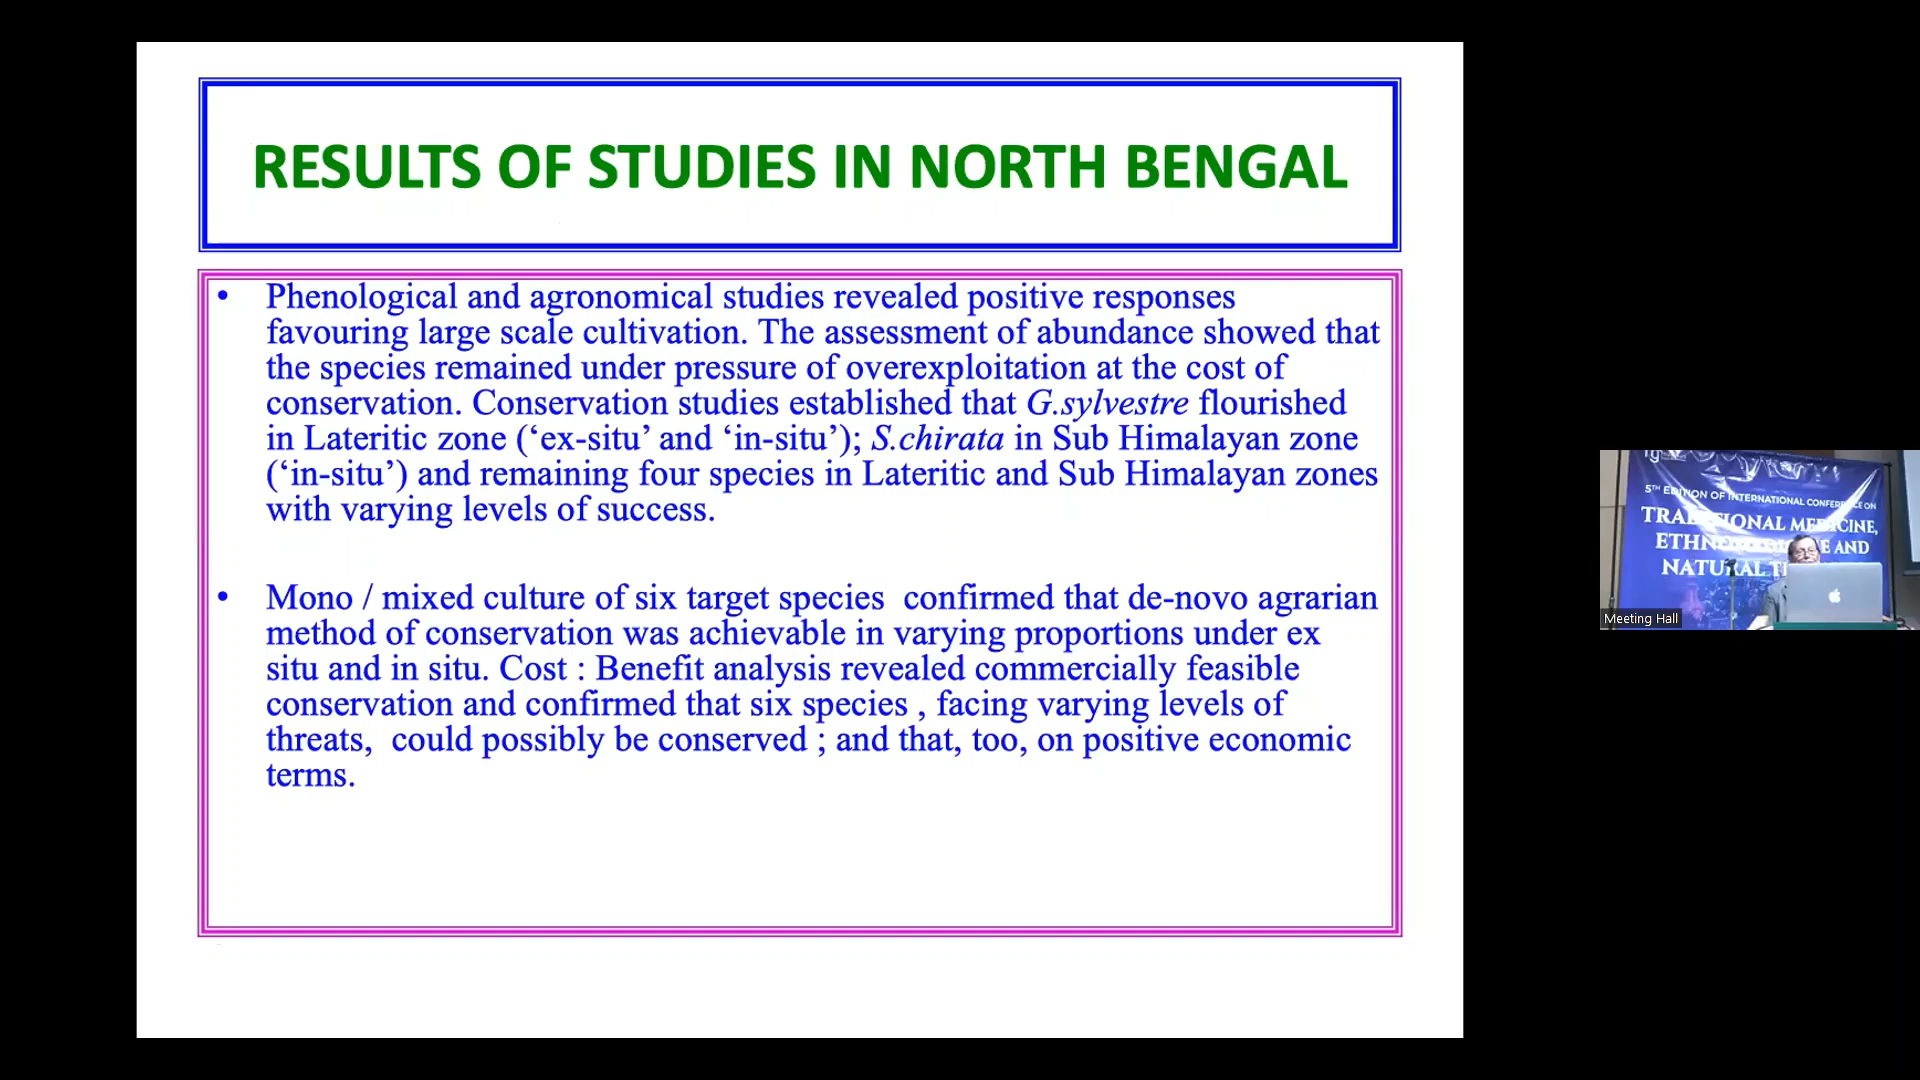 RESULTS OF STUDIES IN NORTH BENGAL
• Phenological and agronomical studies revealed positive responses
favouring large scale cultivation. The assessment of abundance showed that
the species remained under pressure of overexploitation at the cost of
conservation. Conservation studies established that G.sylvestre flourished
in Lateritic zone (‘ex-situ’ and ‘in-situ’); S.chirata in Sub Himalayan zone
(‘in-situ’) and remaining four species in Lateritic and Sub Himalayan zones
with varying levels of success.
• Mono / mixed culture of six target species confirmed that de-novo agrarian
method of conservation was achievable in varying proportions under ex
situ and in situ. Cost : Benefit analysis revealed commercially feasible
conservation and confirmed that six species , facing varying levels of
threats, could possibly be conserved ; and that, too, on positive economic
terms.
5TH EDITION OF INTERNATIONAL CONFERENCE ON
TRADITIONAL MEDICINE,
AND
NATURAL
Meeting Hall